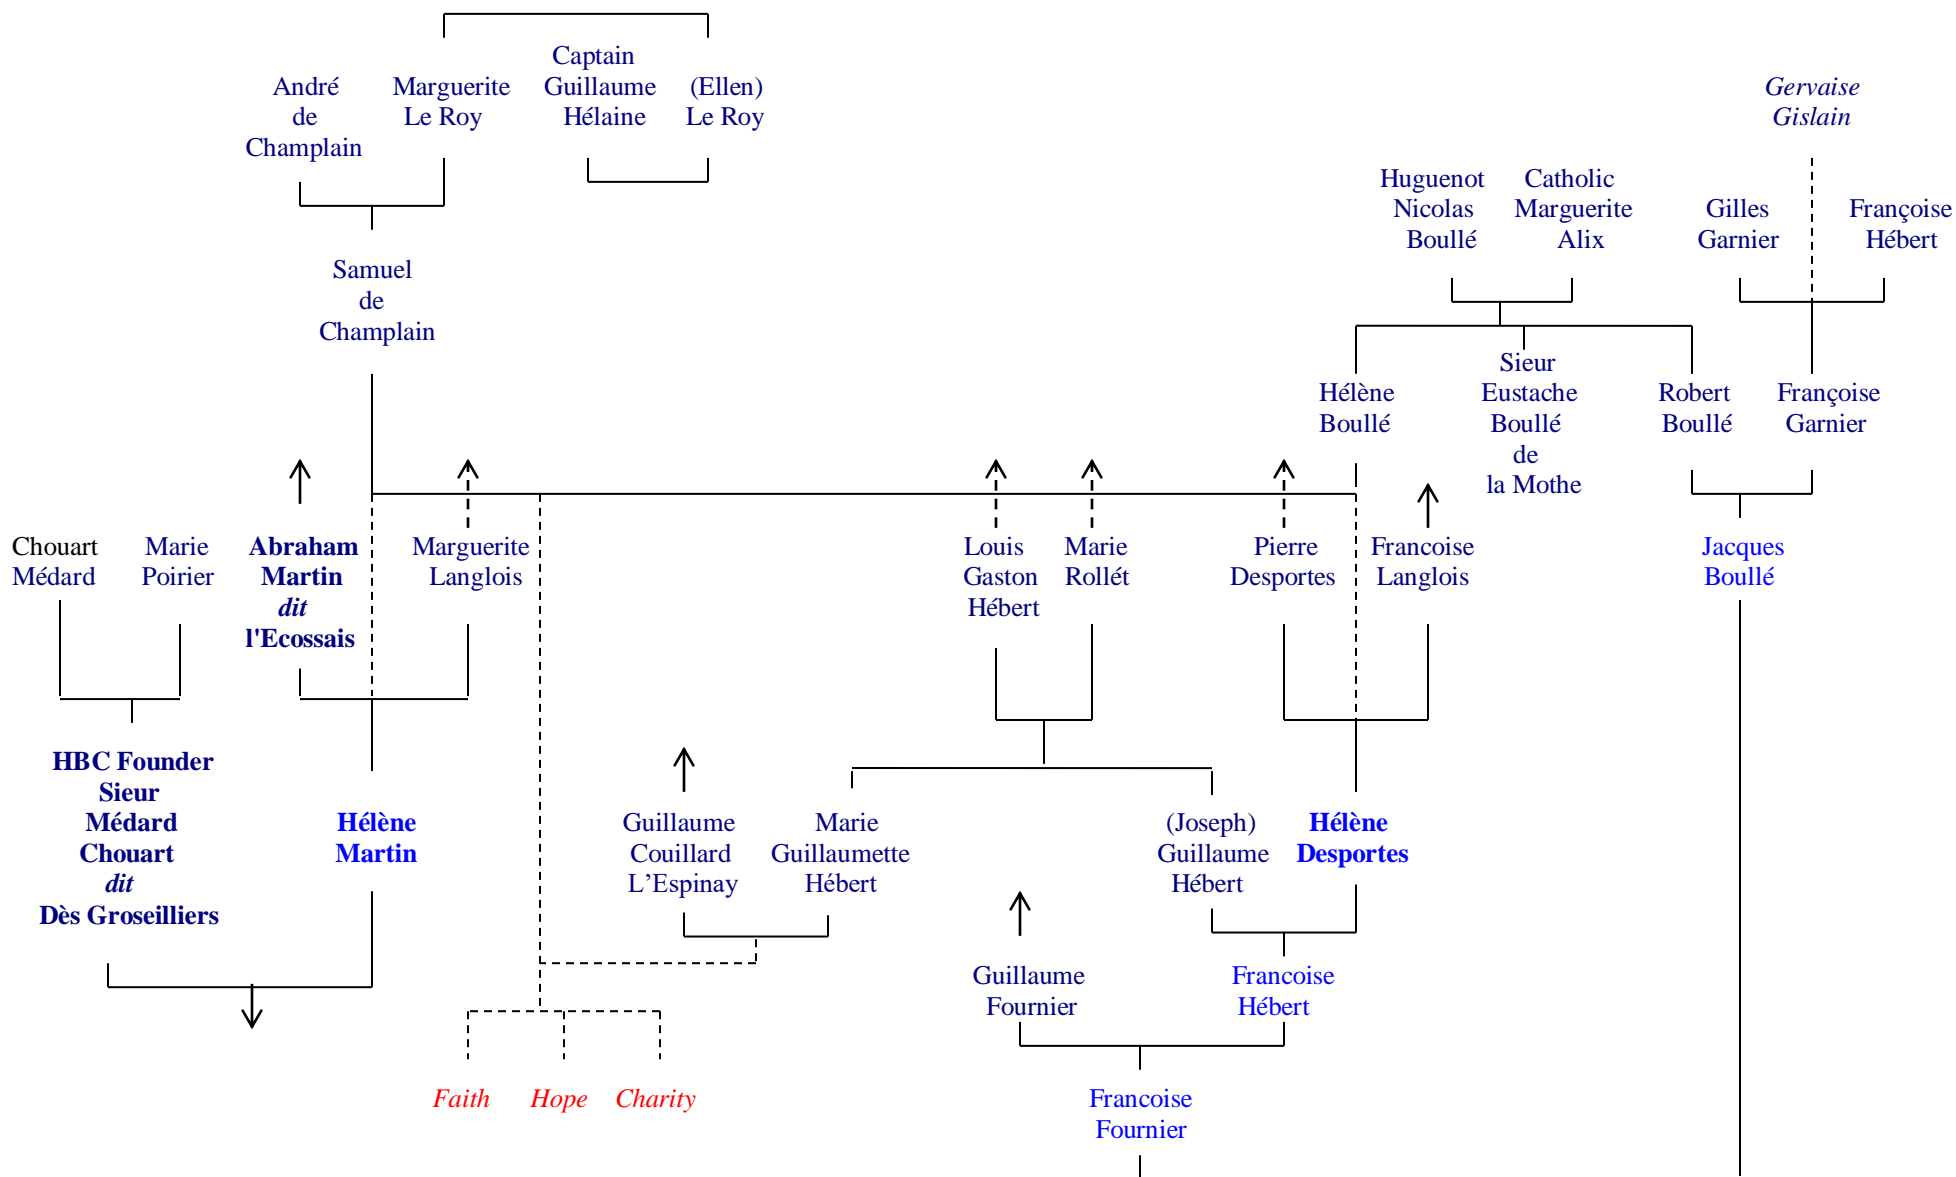 André
de
Champlain
Marguerite
Le Roy
Captain
Guillaume
Hélaine
(Ellen)
Le Roy
Gervaise
Gislain
Huguenot
Nicolas
Boullé
Catholic
Marguerite
Alix
Gilles
Garnier
Françoise
Hébert
Samuel
de
Champlain
Hélène
Boullé
Sieur
Eustache
Boullé
de
la Mothe
Robert
Boullé
Françoise
Garnier
Chouart
Médard
Marie
Poirier
Abraham
Martin
dit
l'Ecossais
Marguerite
Langlois
Louis
Gaston
Hébert
Marie
Rollét
Pierre
Desportes
Francoise
Langlois
Jacques
Boullé
HBC Founder
Sieur
Médard
Chouart
dit
Dès Groseilliers
Hélène
Martin
Guillaume
Couillard
L’Espinay
Marie
Guillaumette
Hébert
(Joseph)
Guillaume
Hébert
Hélène
Desportes
Guillaume
Fournier
Francoise
Hébert
Faith
Hope
Charity
Francoise
Fournier